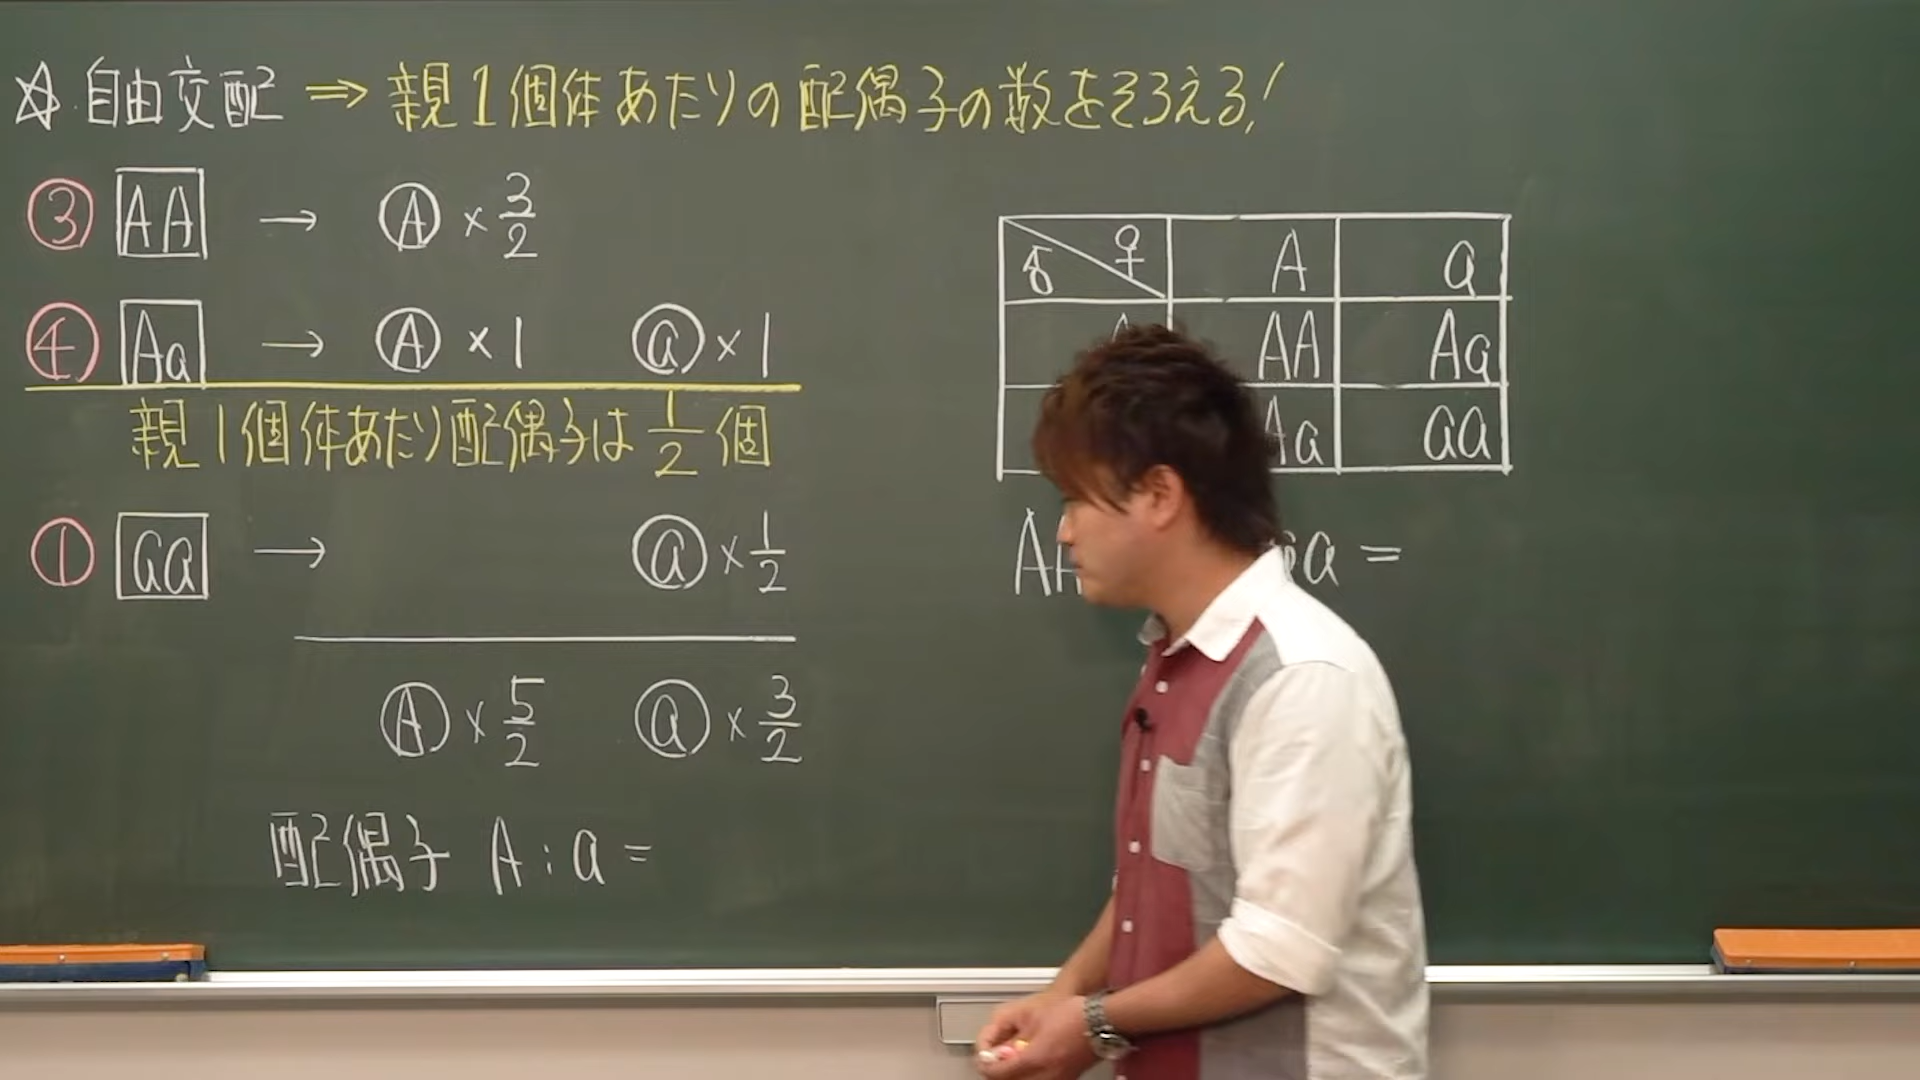 ☆ 自由交配 ⇒ 親1個体あたりの配偶子の数をそろえる!
③ AA → A × 3/2
④ Aa → A × 1 a × 1
親1個体あたり配偶子は 1/2 個
① aa → a × 1/2
A × 5/2 a × 3/2
配偶子 A : a =
♂ ♀ A a
AA Aa
Aa aa
a =